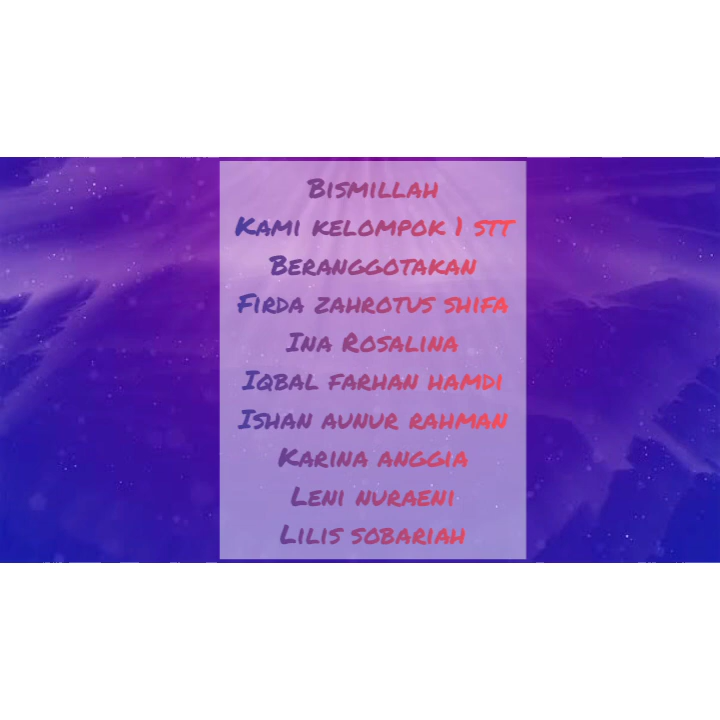 Bismillah
Kami kelompok 1 STT
Beranggotakan
Firda zahrotus shifa
Ina Rosalina
Iqbal farhan hamdi
Ishan aunur rahman
Karina anggia
Leni nuraeni
Lilis sobariah